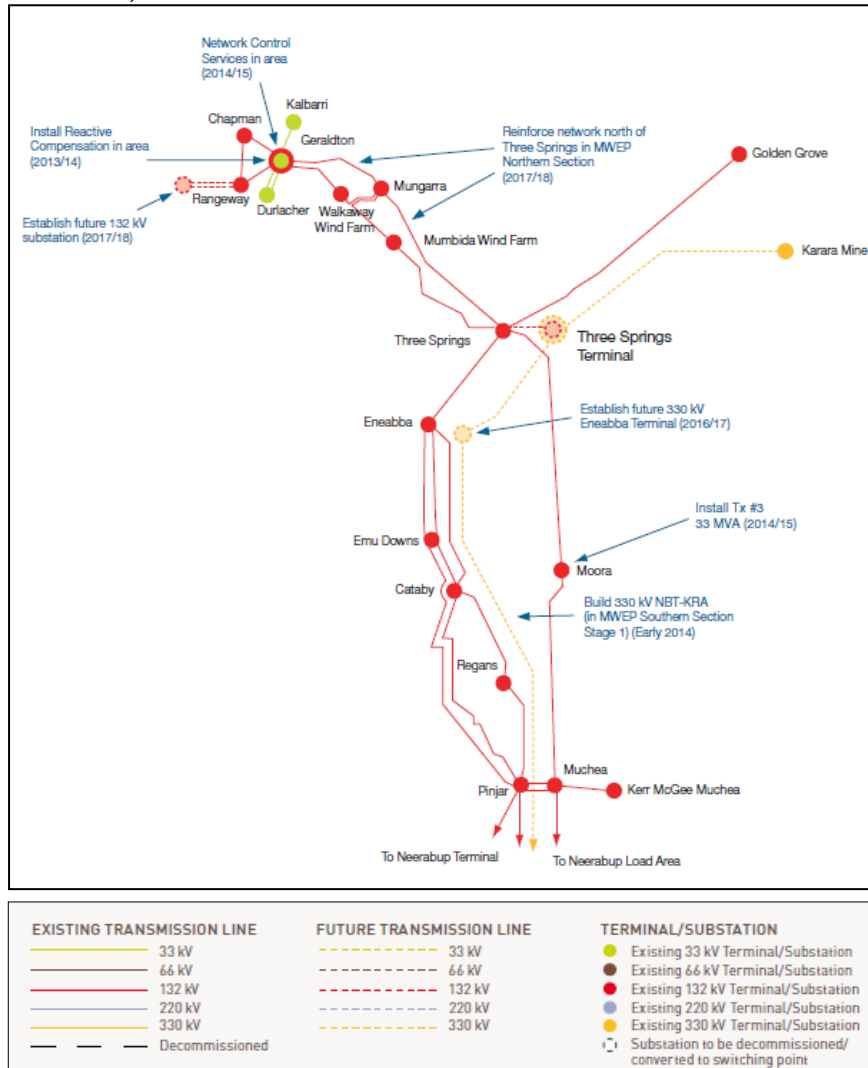 Network Control
Services in area
(2014/15)
Kalbarri
Chapman
Geraldton
Install Reactive
Compensation in area
(2013/14)
Reinforce network north of
Three Springs in MWEP
Northern Section
(2017/18)
Golden Grove
Mungarra
Rangeway
Durlacher
Walkaway
Wind Farm
Establish future 132 kV
substation (2017/18)
Mumbida Wind Farm
Karara Mine
Three Springs
Three Springs
Terminal
Eneabba
Establish future 330 kV
Eneabba Terminal (2016/17)
Install Tx #3
33 MVA (2014/15)
Emu Downs
Moora
Cataby
Build 330 kV NBT-KRA
(in MWEP Southern Section
Stage 1) (Early 2014)
Regans
Muchea
Pinjar
Kerr McGee Muchea
To Neerabup Terminal
To Neerabup Load Area
EXISTING TRANSMISSION LINE
33 kV
66 kV
132 kV
220 kV
330 kV
Decommissioned
FUTURE TRANSMISSION LINE
33 kV
66 kV
132 kV
220 kV
330 kV
TERMINAL/SUBSTATION
Existing 33 kV Terminal/Substation
Existing 66 kV Terminal/Substation
Existing 132 kV Terminal/Substation
Existing 220 kV Terminal/Substation
Existing 330 kV Terminal/Substation
Substation to be decommissioned/
converted to switching point